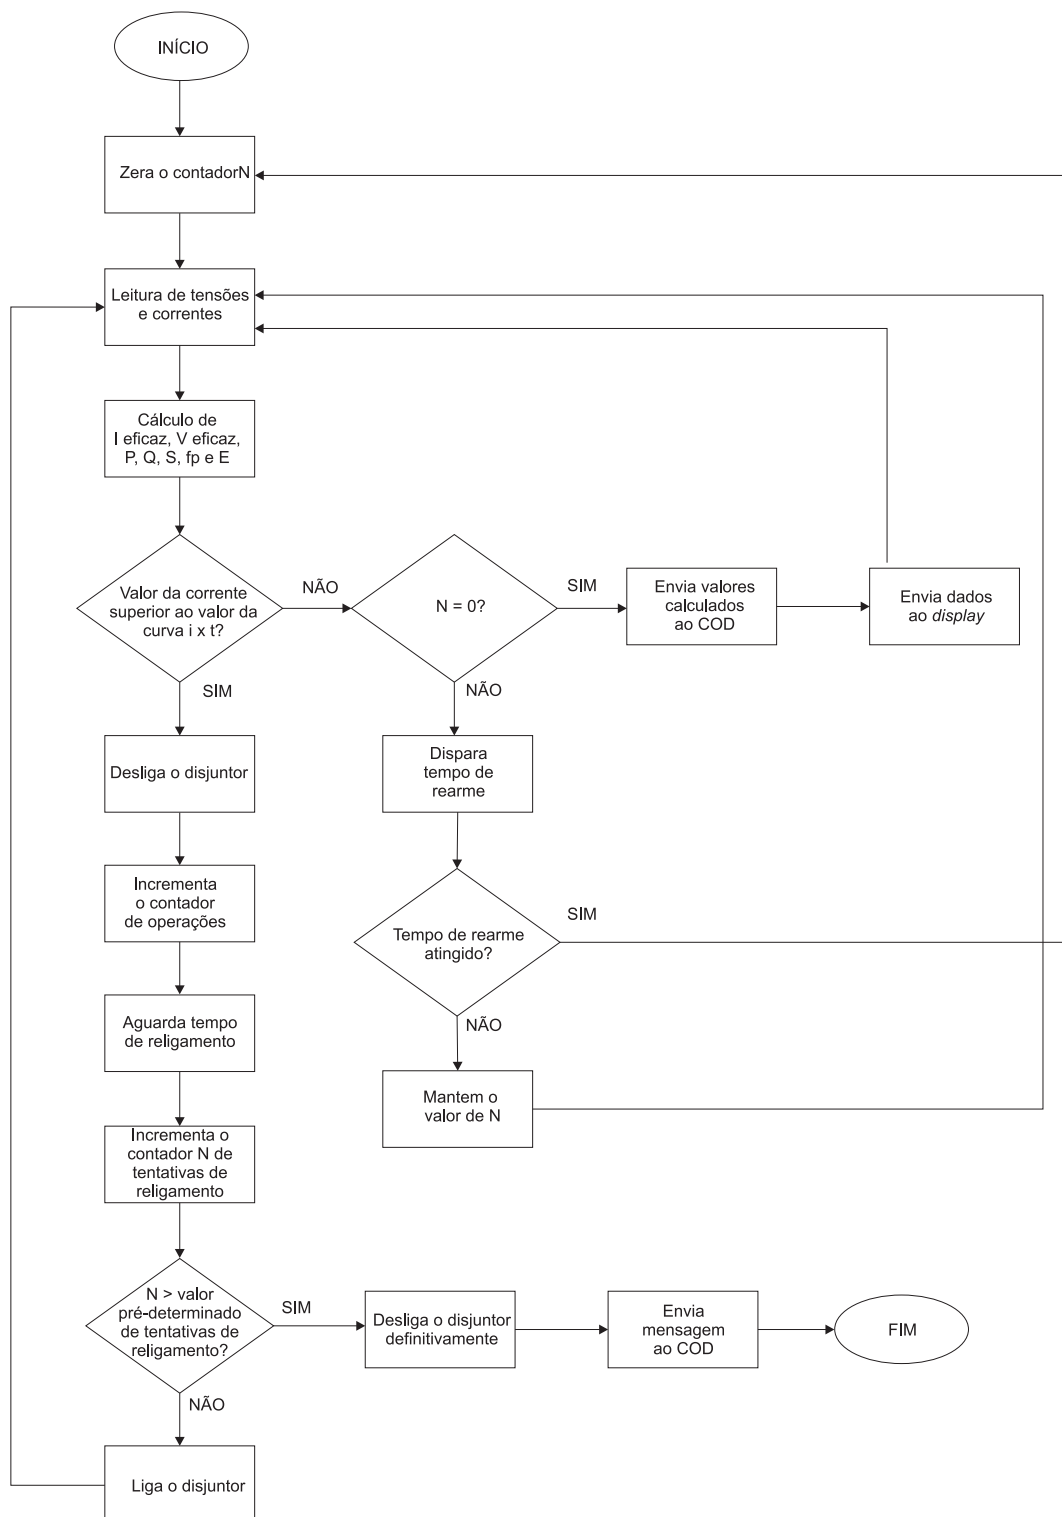 INÍCIO
Zera o contadorN
Leitura de tensões
e correntes
Cálculo de
I eficaz, V eficaz,
P, Q, S, fp e E
Valor da corrente
superior ao valor da
curva i x t?
NÃO
N = 0?
SIM
Envia valores
calculados
ao COD
Envia dados
ao display
SIM
NÃO
Desliga o disjuntor
Dispara
tempo de
rearme
Incrementa
o contador
de operações
Tempo de rearme
atingido?
SIM
NÃO
Aguarda tempo
de religamento
Mantem o
valor de N
Incrementa o
contador N de
tentativas de
religamento
N > valor
pré-determinado
de tentativas de
religamento?
SIM
Desliga o disjuntor
definitivamente
Envia
mensagem
ao COD
FIM
NÃO
Liga o disjuntor